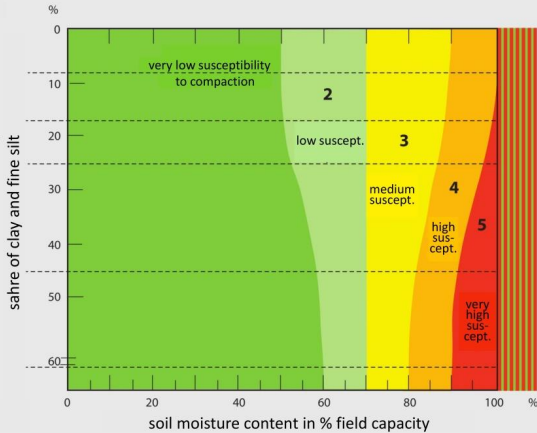 %
0
10
20
30
40
50
60
sahre of clay and fine silt
very low susceptibility
to compaction
2
low suscept.
3
medium
suscept.
4
high
sus-
cept.
5
very
high
sus-
cept.
0 20 40 60 80 100 %
soil moisture content in % field capacity